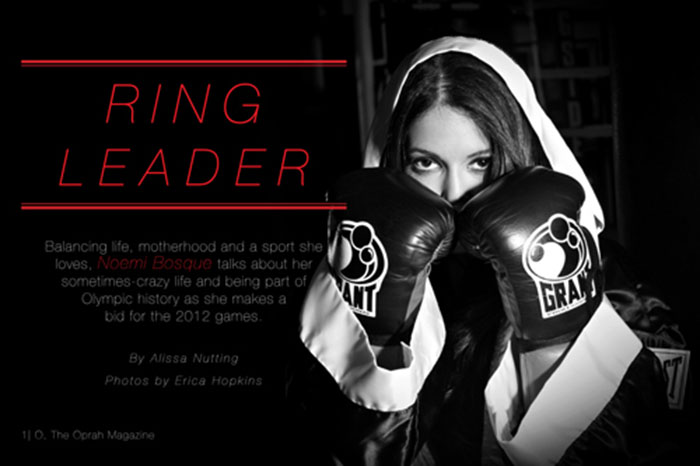 RING
LEADER
Balancing life, motherhood and a sport she
loves, Noemi Bosque talks about her
sometimes-crazy life and being part of
Olympic history as she makes a
bid for the 2012 games.
By Alissa Nutting
Photos by Erica Hopkins
1| O, The Oprah Magazine
GRANT
GRANT